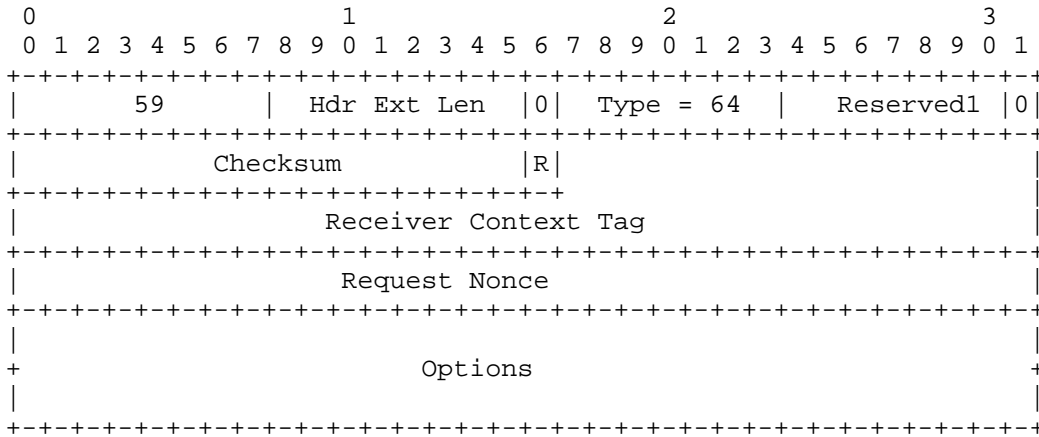 0                   1                   2                   3
 0 1 2 3 4 5 6 7 8 9 0 1 2 3 4 5 6 7 8 9 0 1 2 3 4 5 6 7 8 9 0 1
+-+-+-+-+-+-+-+-+-+-+-+-+-+-+-+-+-+-+-+-+-+-+-+-+-+-+-+-+-+-+-+-+
|       59      |  Hdr Ext Len  |0|  Type = 64  |   Reserved1 |0|
+-+-+-+-+-+-+-+-+-+-+-+-+-+-+-+-+-+-+-+-+-+-+-+-+-+-+-+-+-+-+-+-+
|            Checksum           |R|                             |
+-+-+-+-+-+-+-+-+-+-+-+-+-+-+-+-+-+                             |
|                   Receiver Context Tag                        |
+-+-+-+-+-+-+-+-+-+-+-+-+-+-+-+-+-+-+-+-+-+-+-+-+-+-+-+-+-+-+-+-+
|                    Request Nonce                              |
+-+-+-+-+-+-+-+-+-+-+-+-+-+-+-+-+-+-+-+-+-+-+-+-+-+-+-+-+-+-+-+-+
|                                                               |
+                         Options                               +
|                                                               |
+-+-+-+-+-+-+-+-+-+-+-+-+-+-+-+-+-+-+-+-+-+-+-+-+-+-+-+-+-+-+-+-+